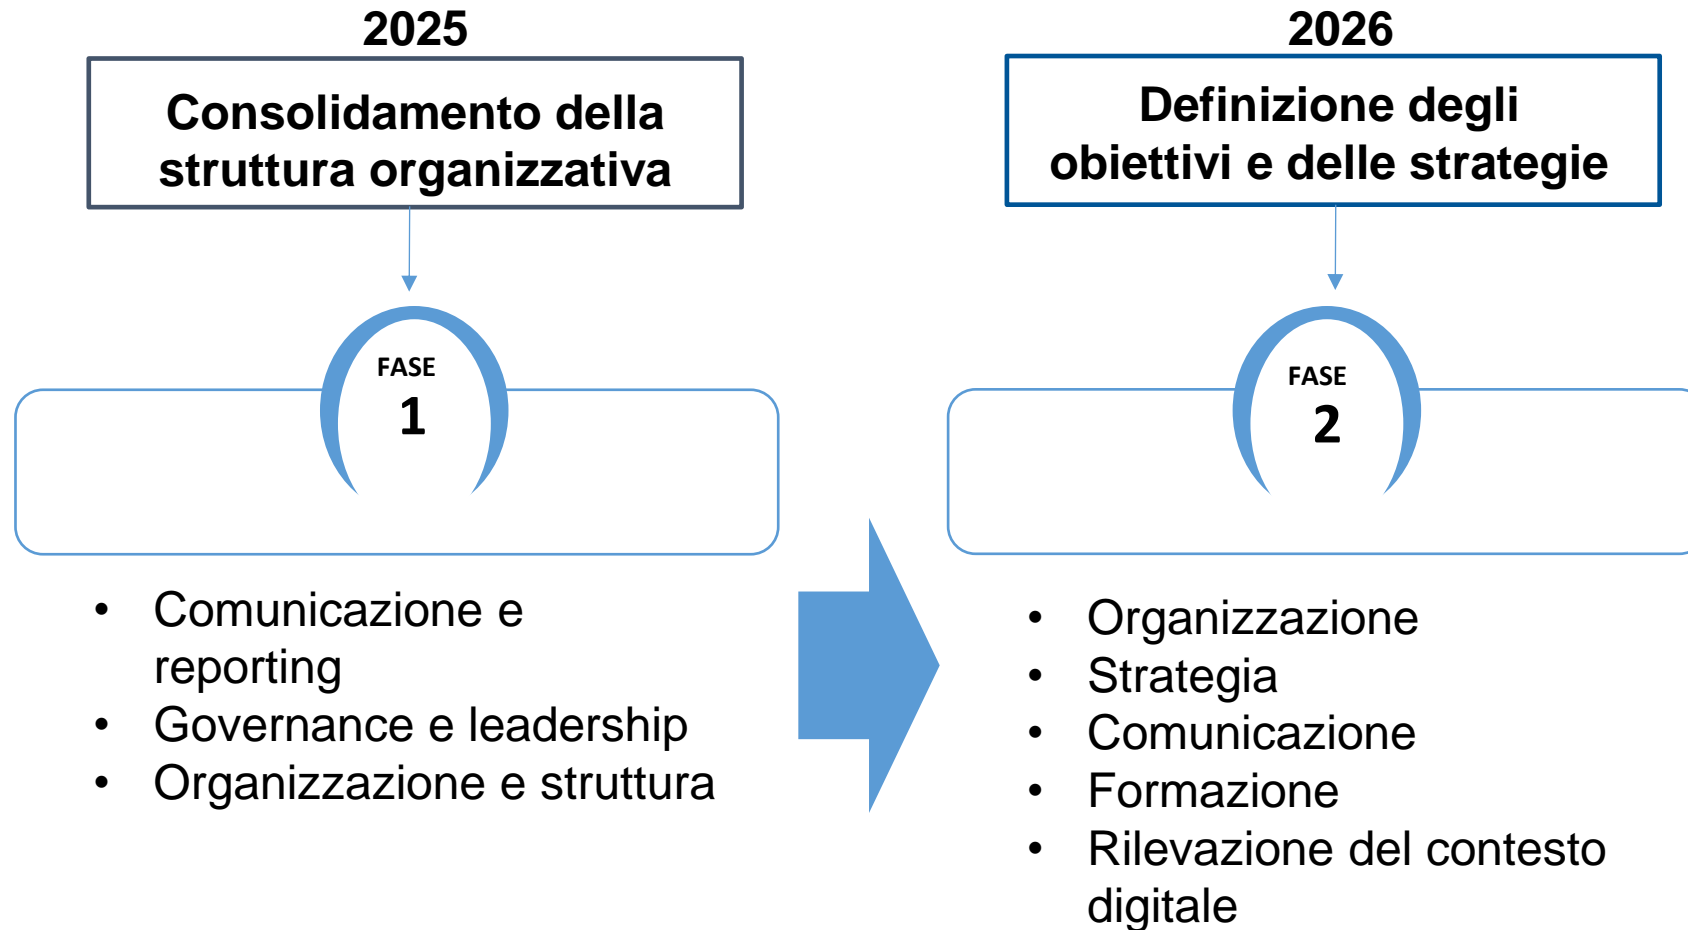 2025
Consolidamento della
struttura organizzativa
FASE
1
• Comunicazione e
reporting
• Governance e leadership
• Organizzazione e struttura
2026
Definizione degli
obiettivi e delle strategie
FASE
2
• Organizzazione
• Strategia
• Comunicazione
• Formazione
• Rilevazione del contesto
digitale